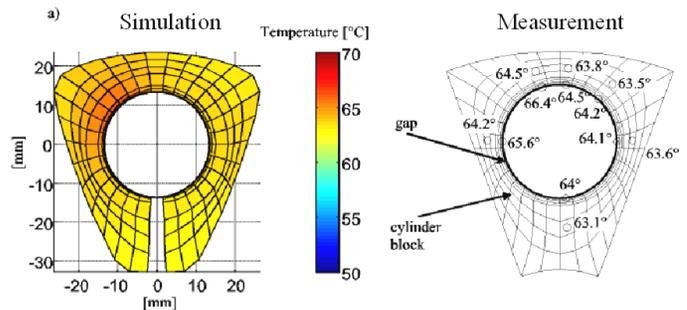 a)
Simulation
Temperature [°C]
Measurement
20
10
0
-10
-20
-30
[mm]
-20 -10 0 10 20
[mm]
70
65
60
55
50
64.5° 63.8°
63.5°
66.4° 64.5°
64.2°
64.2°
65.6° 64.1°
63.6°
64°
63.1°
gap
cylinder
block